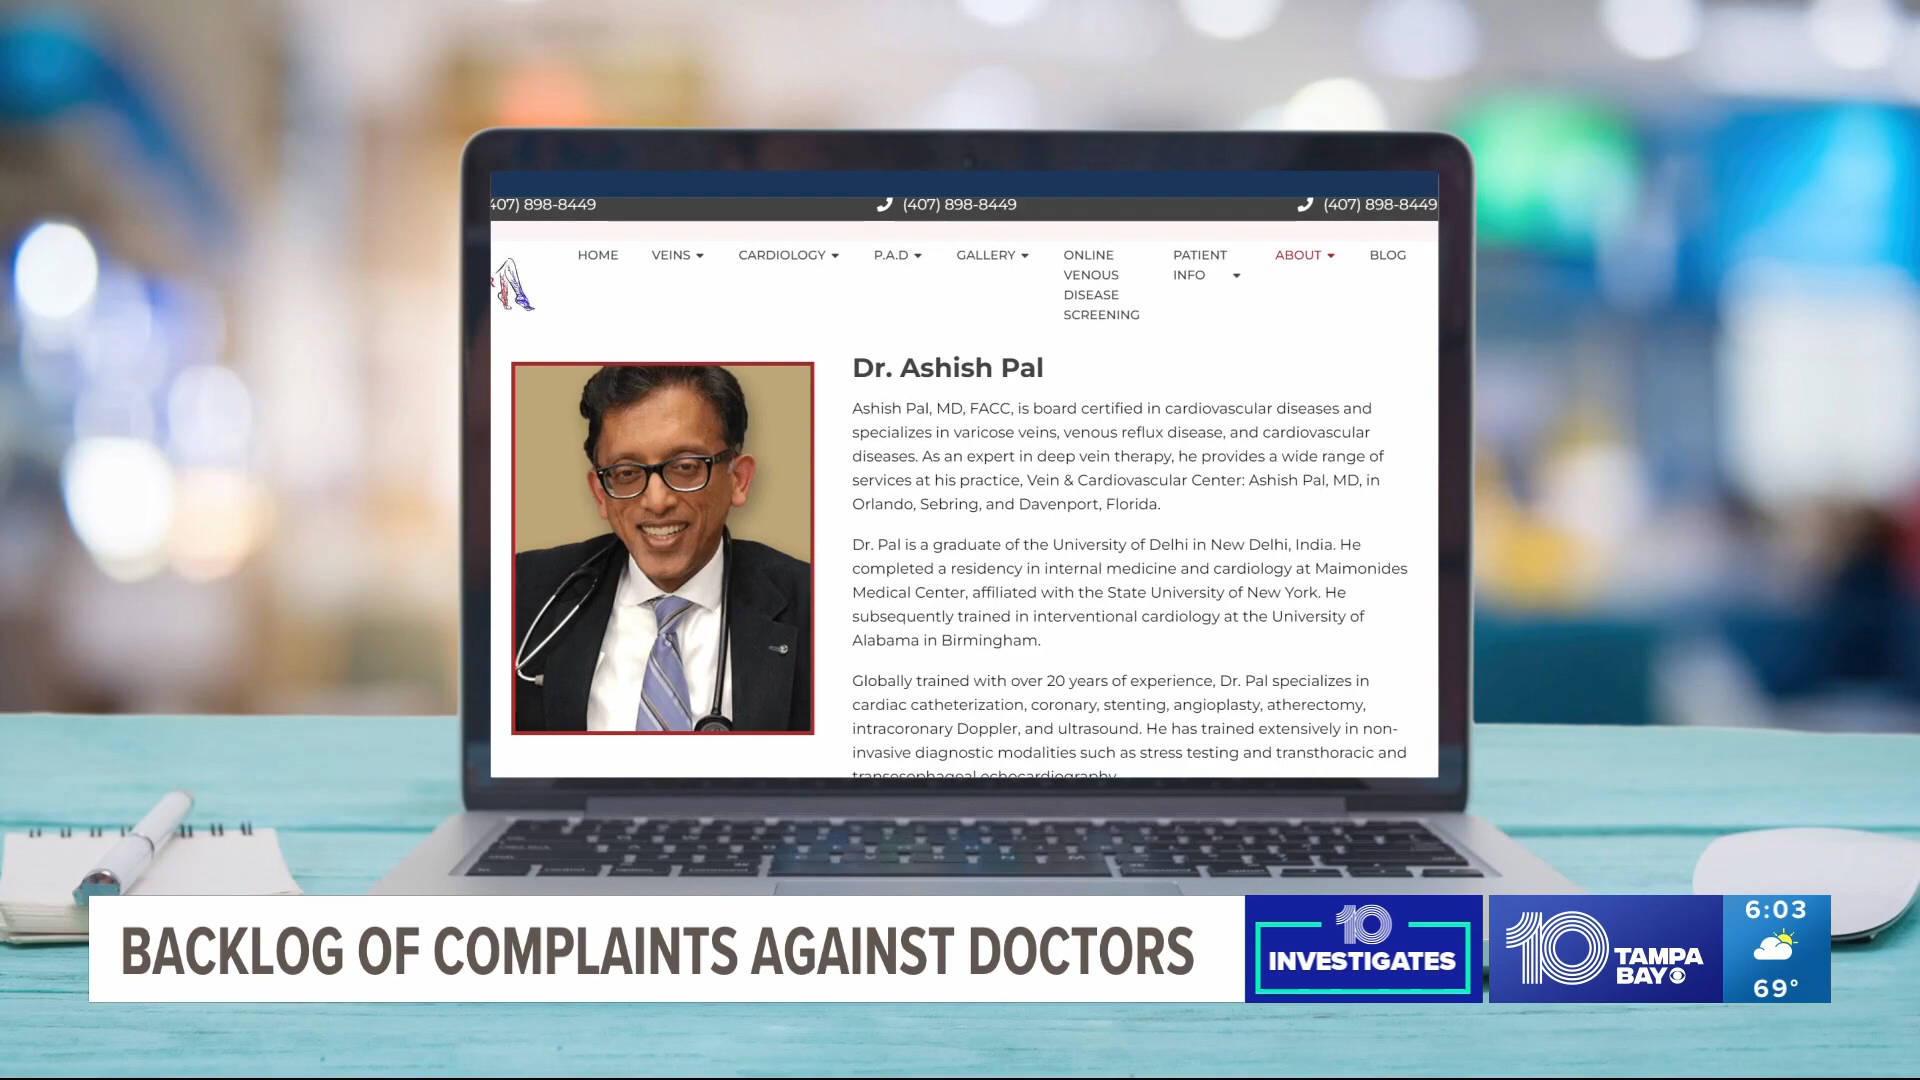 407) 898-8449
(407) 898-8449
(407) 898-8449
HOME
VEINS
CARDIOLOGY
P.A.D
GALLERY
ONLINE
VENOUS
DISEASE
SCREENING
PATIENT
INFO
ABOUT
BLOG
Dr. Ashish Pal
Ashish Pal, MD, FACC, is board certified in cardiovascular diseases and
specializes in varicose veins, venous reflux disease, and cardiovascular
diseases. As an expert in deep vein therapy, he provides a wide range of
services at his practice, Vein & Cardiovascular Center: Ashish Pal, MD, in
Orlando, Sebring, and Davenport, Florida.
Dr. Pal is a graduate of the University of Delhi in New Delhi, India. He
completed a residency in internal medicine and cardiology at Maimonides
Medical Center, affiliated with the State University of New York. He
subsequently trained in interventional cardiology at the University of
Alabama in Birmingham.
Globally trained with over 20 years of experience, Dr. Pal specializes in
cardiac catheterization, coronary, stenting, angioplasty, atherectomy,
intracoronary Doppler, and ultrasound. He has trained extensively in non-
invasive diagnostic modalities such as stress testing and transthoracic and
transesophageal echocardiography.
BACKLOG OF COMPLAINTS AGAINST DOCTORS
10
INVESTIGATES
10 TAMPA
BAY
6:03
69°